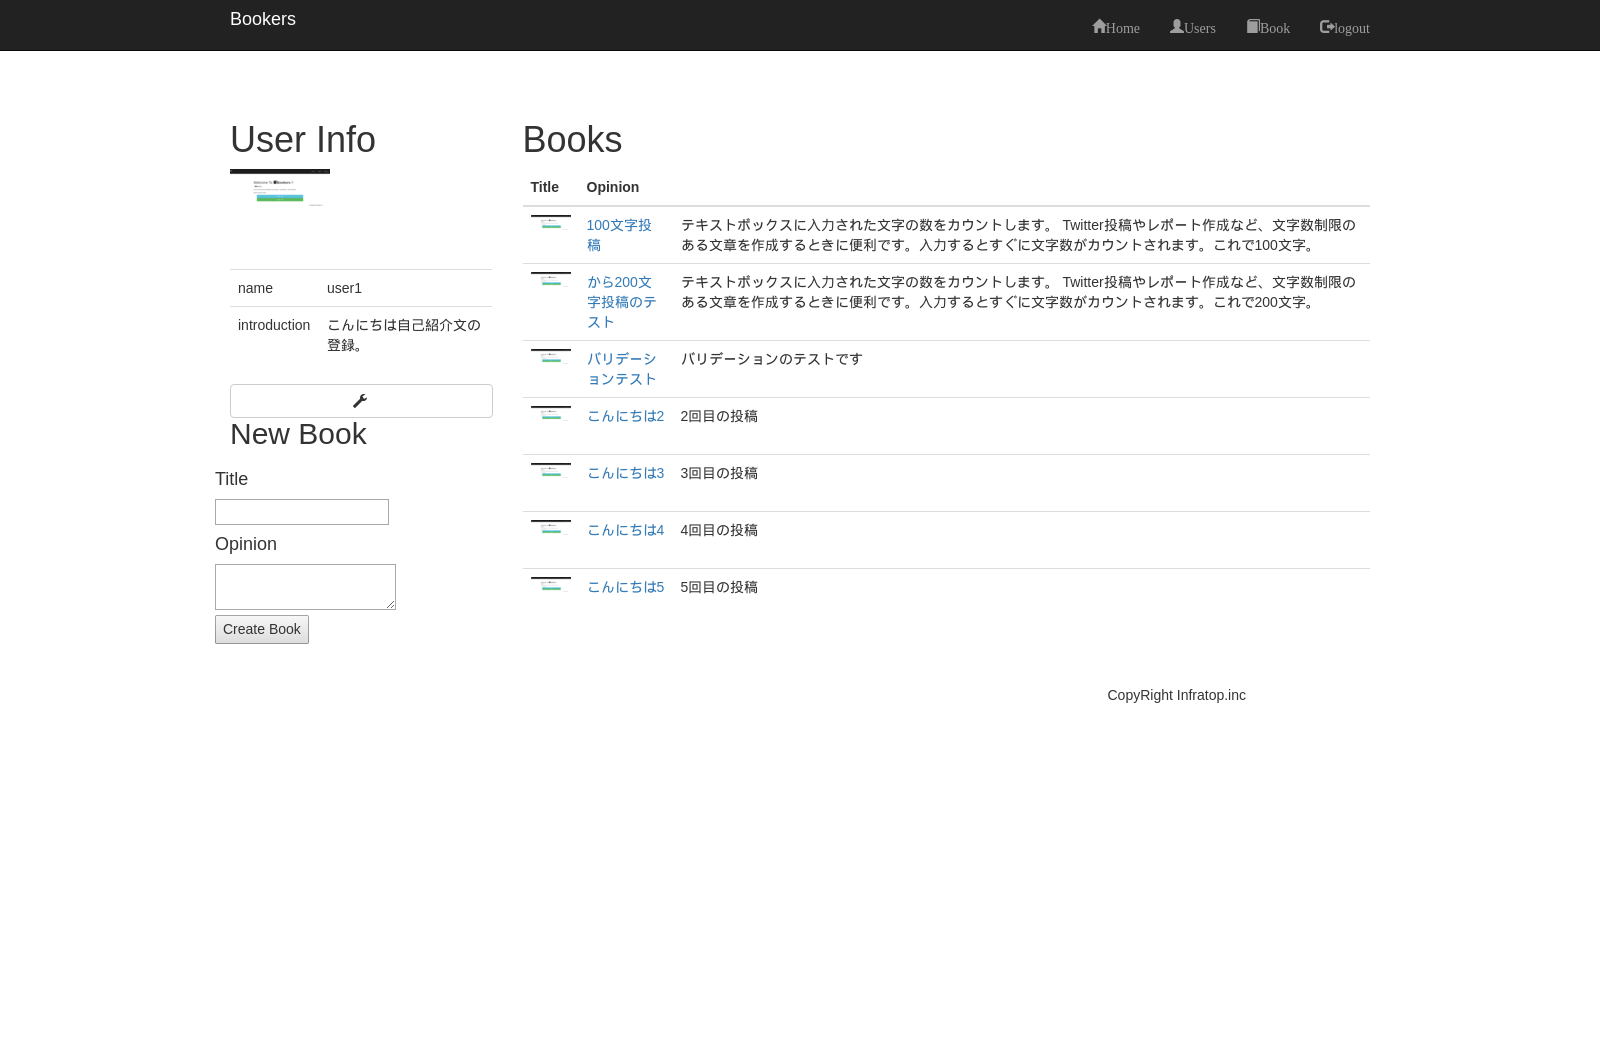 Bookers
Home Users Book logout
User Info
name user1
introduction こんにちは自己紹介文の
登録。
New Book
Title
Opinion
Create Book
Books
Title Opinion
100文字投 テキストボックスに入力された文字の数をカウントします。 Twitter投稿やレポート作成など、文字数制限の
稿 ある文章を作成するときに便利です。入力するとすぐに文字数がカウントされます。これで100文字。
から200文 テキストボックスに入力された文字の数をカウントします。 Twitter投稿やレポート作成など、文字数制限の
字投稿のテ ある文章を作成するときに便利です。入力するとすぐに文字数がカウントされます。これで200文字。
スト
バリデーシ バリデーションのテストです
ョンテスト
こんにちは2 2回目の投稿
こんにちは3 3回目の投稿
こんにちは4 4回目の投稿
こんにちは5 5回目の投稿
CopyRight Infratop.inc